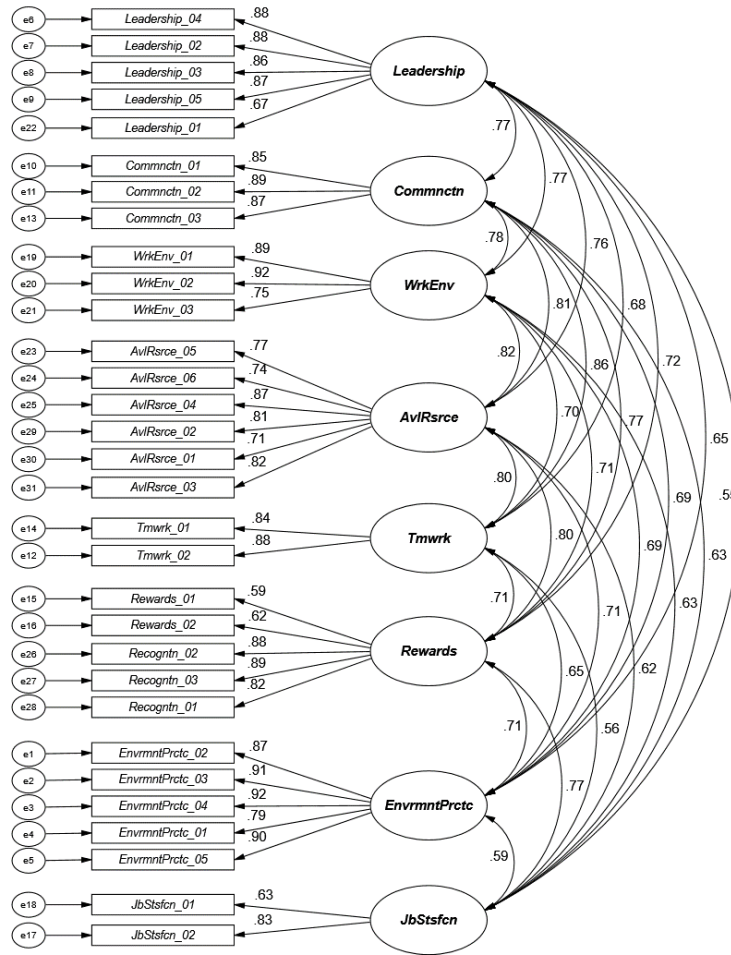 e6 Leadership_04 .88
e7 Leadership_02 .88
e8 Leadership_03 .86
e9 Leadership_05 .87
e22 Leadership_01 .67
Leadership
.77
e10 Commnctn_01 .85
e11 Commnctn_02 .89
e13 Commnctn_03 .87
Commnctn
.77
.78
.76
e19 WrkEnv_01 .89
e20 WrkEnv_02 .92
e21 WrkEnv_03 .75
WrkEnv
.81
.68
.82
.86
.72
e23 AvlRsrce_05 .77
e24 AvlRsrce_06 .74
e25 AvlRsrce_04 .87
e29 AvlRsrce_02 .81
e30 AvlRsrce_01 .71
e31 AvlRsrce_03 .82
AvlRsrce
.70
.77
.65
.80
.71
.69
e14 Tmwrk_01 .84
e12 Tmwrk_02 .88
Tmwrk
.80
.69
.63
e15 Rewards_01 .59
e16 Rewards_02 .62
e26 Recogntn_02 .88
e27 Recogntn_03 .89
e28 Recogntn_01 .82
Rewards
.71
.71
.63
.65
.62
.71
.56
e1 EnvrmntPrctc_02 .87
e2 EnvrmntPrctc_03 .91
e3 EnvrmntPrctc_04 .92
e4 EnvrmntPrctc_01 .79
e5 EnvrmntPrctc_05 .90
EnvrmntPrctc
.77
.59
e18 JbStsfcn_01 .63
e17 JbStsfcn_02 .83
JbStsfcn